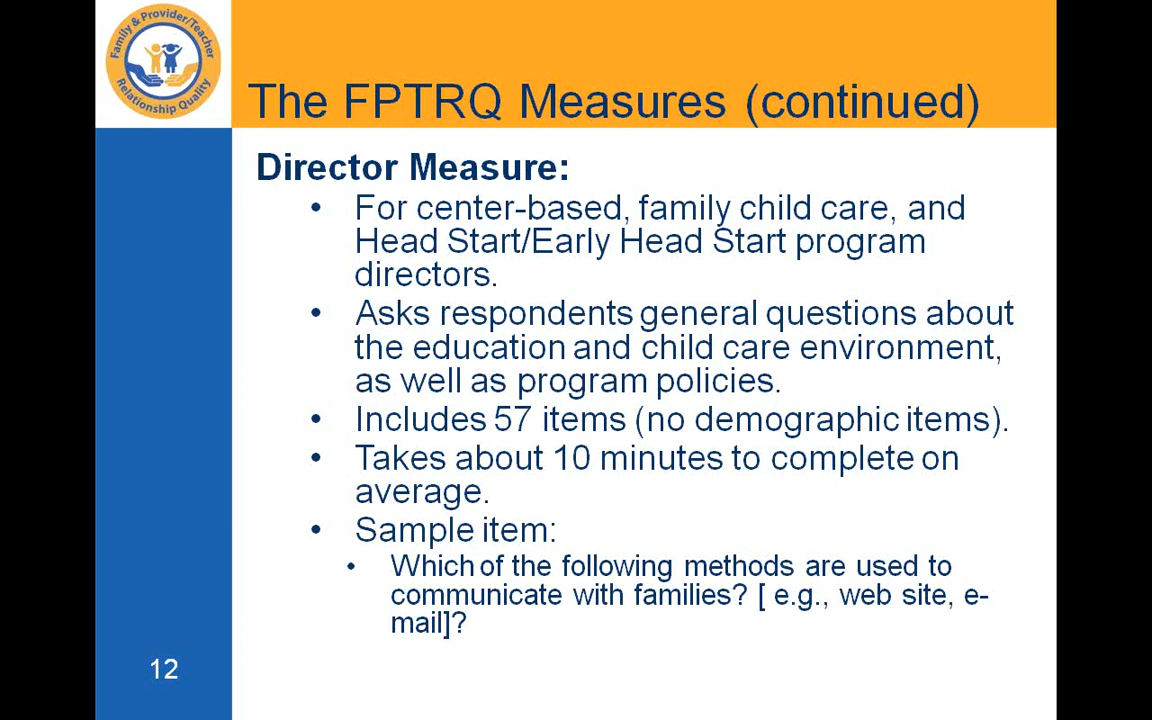 Family & Provider/Teacher
Relationship Quality
The FPTRQ Measures (continued)
Director Measure:
• For center-based, family child care, and
Head Start/Early Head Start program
directors.
• Asks respondents general questions about
the education and child care environment,
as well as program policies.
• Includes 57 items (no demographic items).
• Takes about 10 minutes to complete on
average.
• Sample item:
• Which of the following methods are used to
communicate with families? [ e.g., web site, e-
mail]?
12